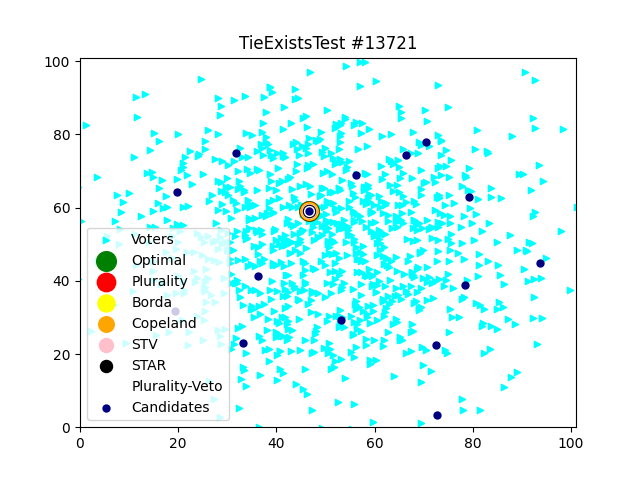 TieExistsTest #13721
100
80
60
40
20
0
Voters
Optimal
Plurality
Borda
Copeland
STV
STAR
Plurality-Veto
Candidates
0 20 40 60 80 100